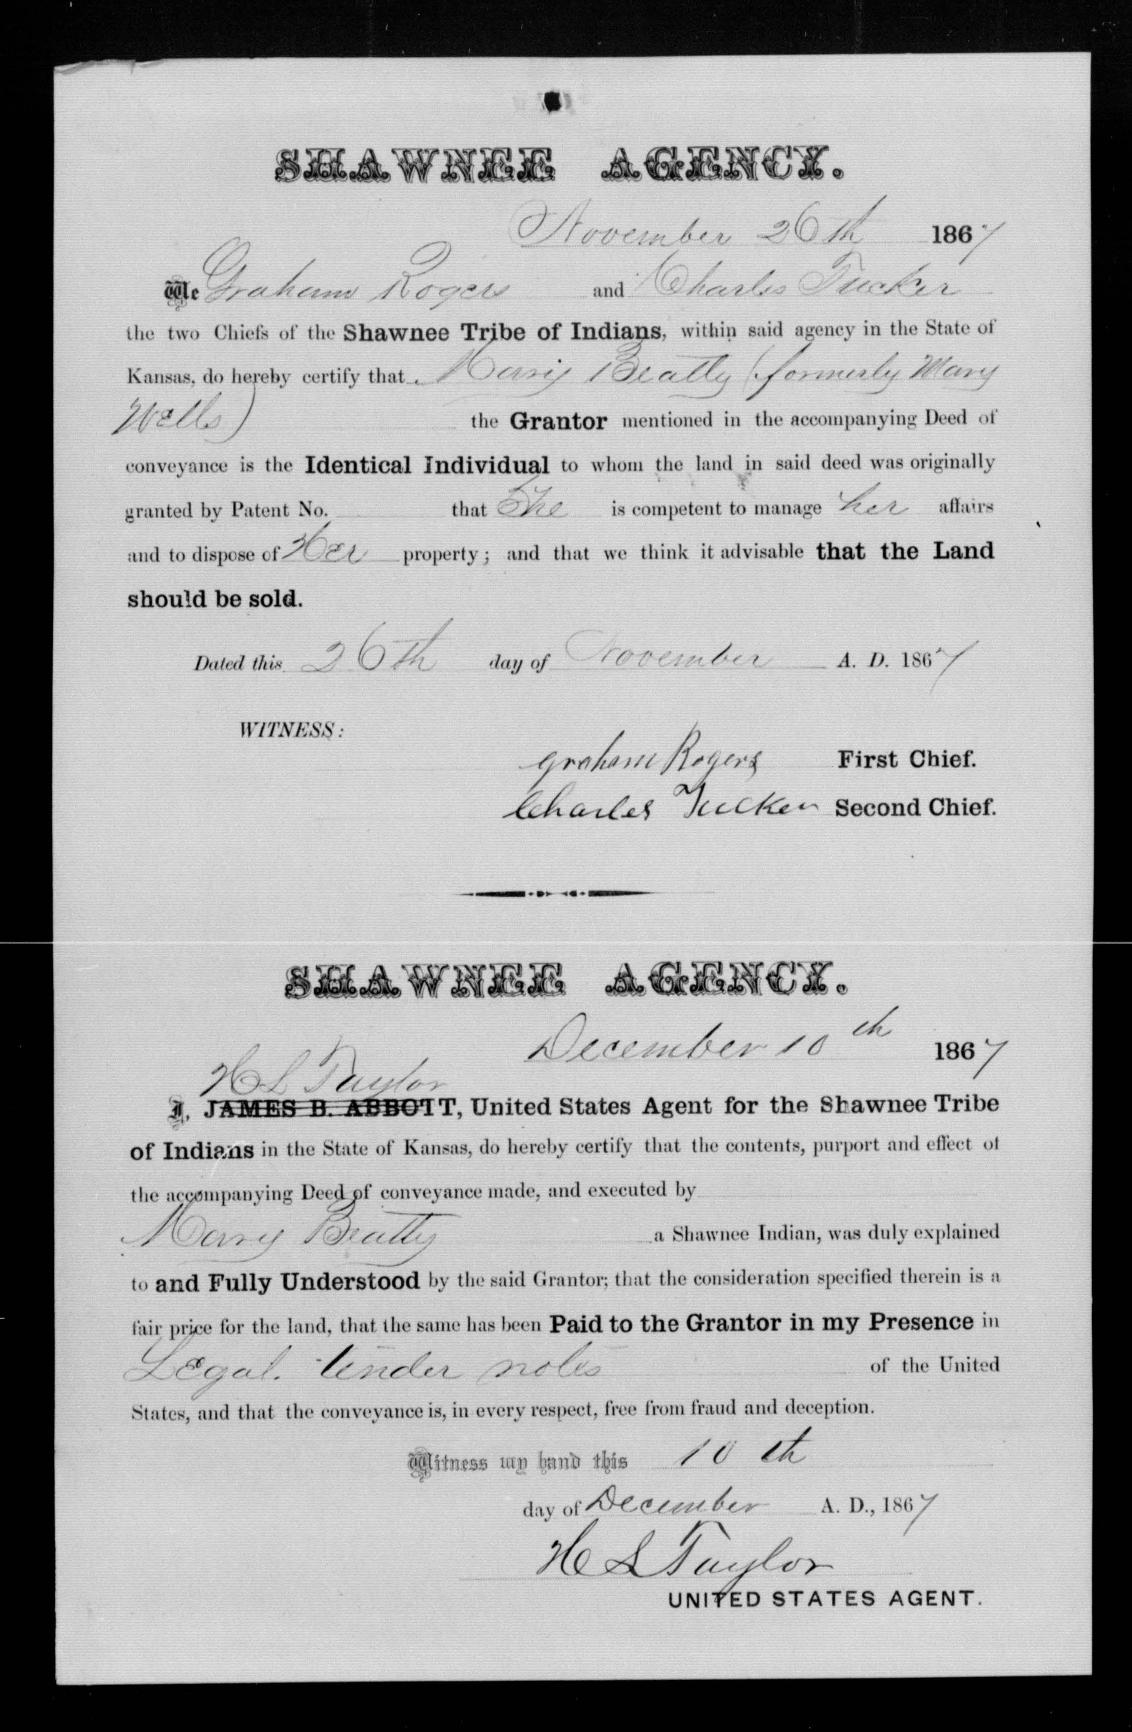 SHAWNEE AGENCY.
November 26th 1867
We Graham Rogers and Charles Tucker
the two Chiefs of the Shawnee Tribe of Indians, within said agency in the State of
Kansas, do hereby certify that Mary Beatty (formerly Mary
Wells) the Grantor mentioned in the accompanying Deed of
conveyance is the Identical Individual to whom the land in said deed was originally
granted by Patent No. that She is competent to manage her affairs
and to dispose of Her property; and that we think it advisable that the Land
should be sold.
Dated this 26th day of November A. D. 1867
WITNESS:
Graham Rogers First Chief.
Charles Tucker Second Chief.
SHAWNEE AGENCY.
December 10th 1867
H L Taylor
I, JAMES B. ABBOTT, United States Agent for the Shawnee Tribe
of Indians in the State of Kansas, do hereby certify that the contents, purport and effect of
the accompanying Deed of conveyance made, and executed by
Mary Beatty a Shawnee Indian, was duly explained
to and Fully Understood by the said Grantor; that the consideration specified therein is a
fair price for the land, that the same has been Paid to the Grantor in my Presence in
Legal tender notes of the United
States, and that the conveyance is, in every respect, free from fraud and deception.
Witness my hand this 10th
day of December A. D., 1867
H L Taylor
UNITED STATES AGENT.